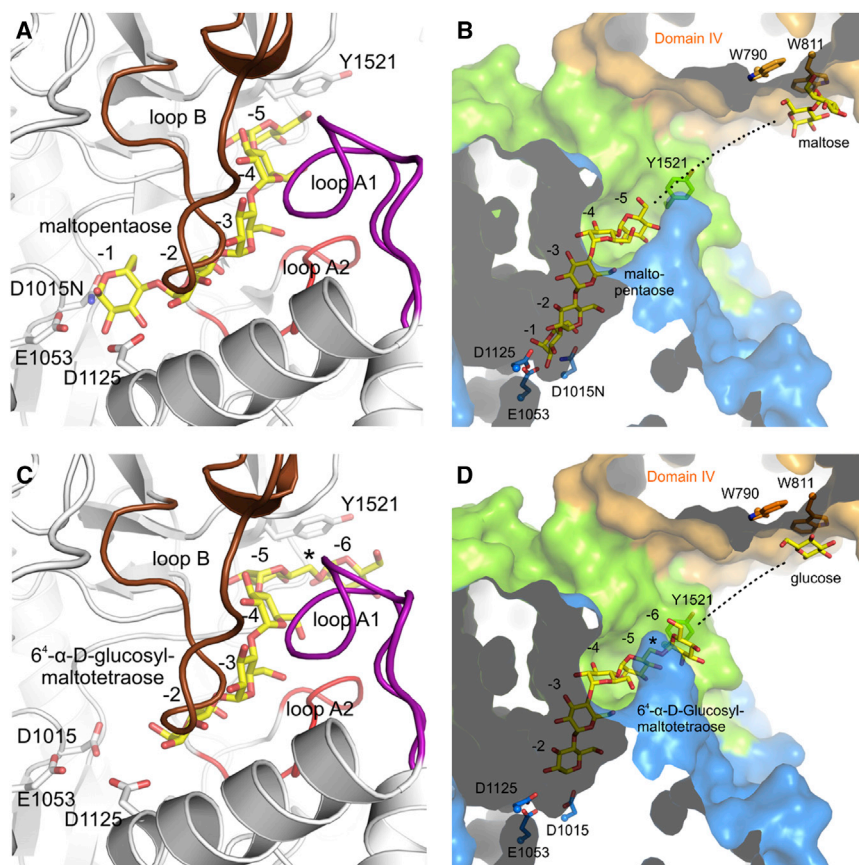 A
Y1521
loop B
-5
-4
loop A1
maltopentaose
-3
-1
-2
loop A2
D1015N
E1053
D1125
B
Domain IV
W790
W811
maltose
Y1521
-5
-4
-3
malto-
pentaose
-2
-1
D1125
D1015N
E1053
C
Y1521
loop B
-5
*
-6
-4
loop A1
6⁴-α-D-glucosyl-
maltotetraose
-3
-2
loop A2
D1015
E1053
D1125
D
Domain IV
W790
W811
glucose
Y1521
-6
-5
*
-4
-3
6⁴-α-D-Glucosyl-
maltotetraose
-2
D1125
D1015
E1053